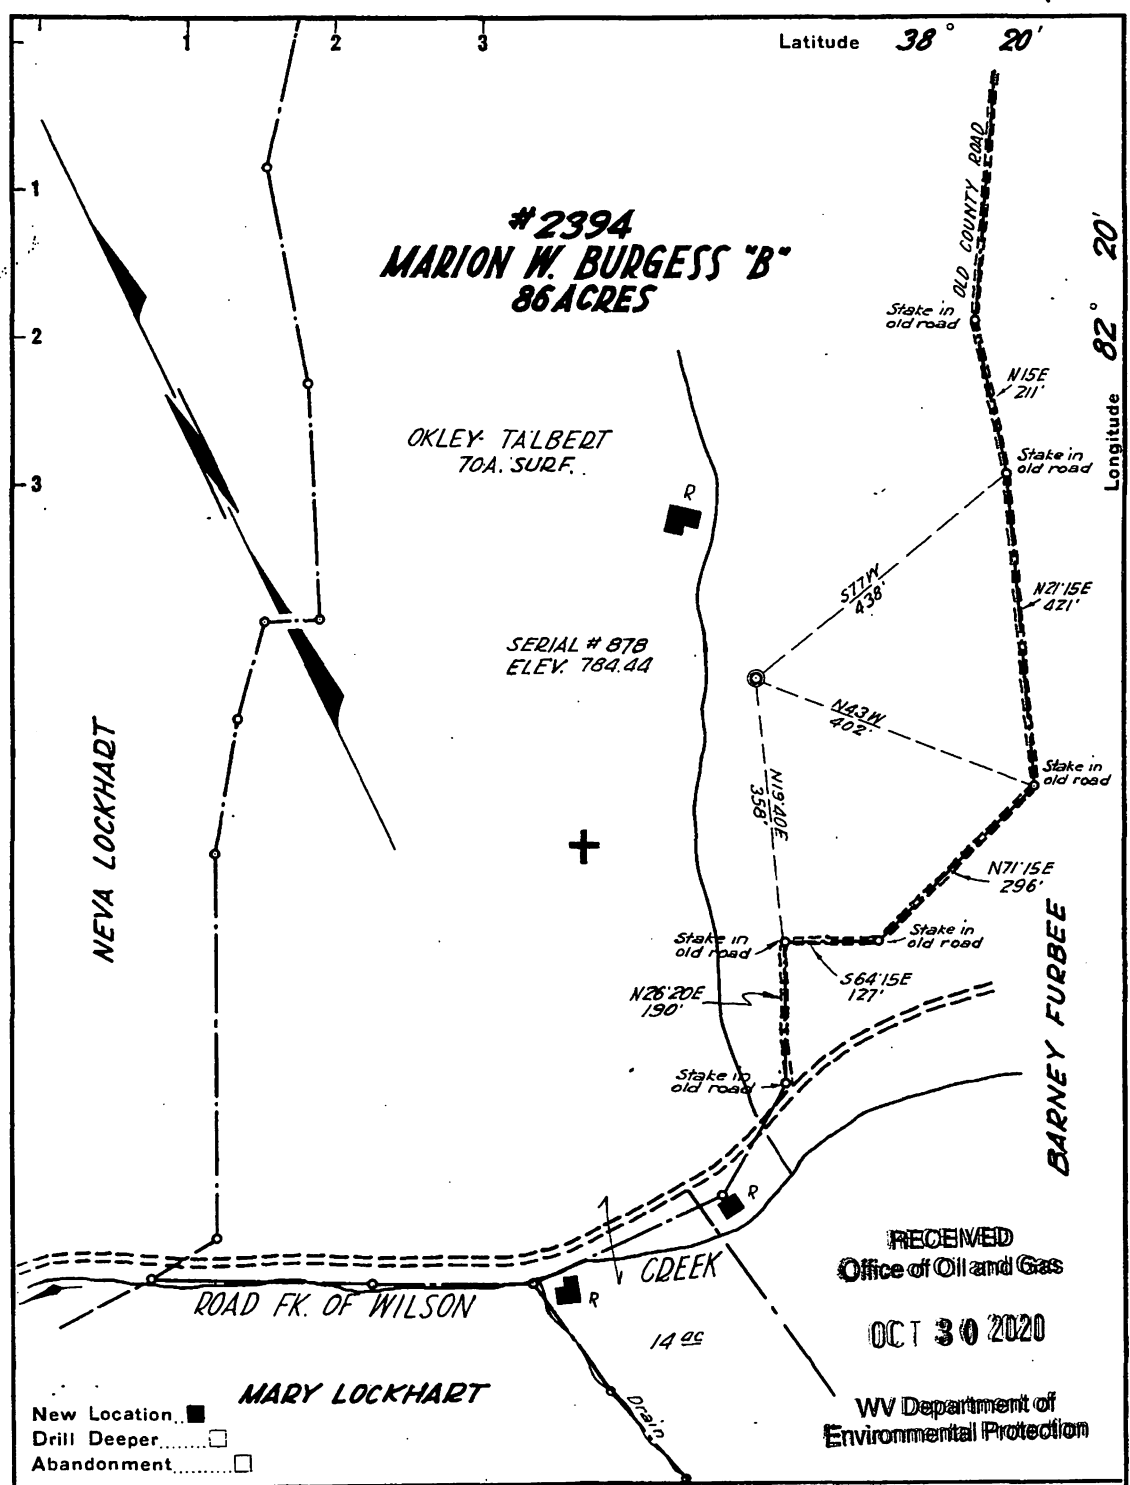 1 2 3
Latitude 38° 20'
1
2
3
#2394
MARION W. BURGESS "B"
86 ACRES
OLD COUNTY ROAD
Longitude 82° 20'
Stake in
old road
N15E
211'
OKLEY TALBERT
70A. SURF.
Stake in
old road
R
S77W
438'
N21°15E
421'
SERIAL # 878
ELEV. 784.44
N43W
402'
NEVA LOCKHART
N19°40E
358'
Stake in
old road
N71°15E
296'
Stake in
old road
Stake in
old road
S64°15E
127'
N26°20E
190'
BARNEY FURBEE
Stake in
old road
R
ROAD FK. OF WILSON CREEK
R
14 ac
MARY LOCKHART
Drain
New Location..
Drill Deeper.......
Abandonment.........
RECEIVED
Office of Oil and Gas
OCT 30 2020
WV Department of
Environmental Protection